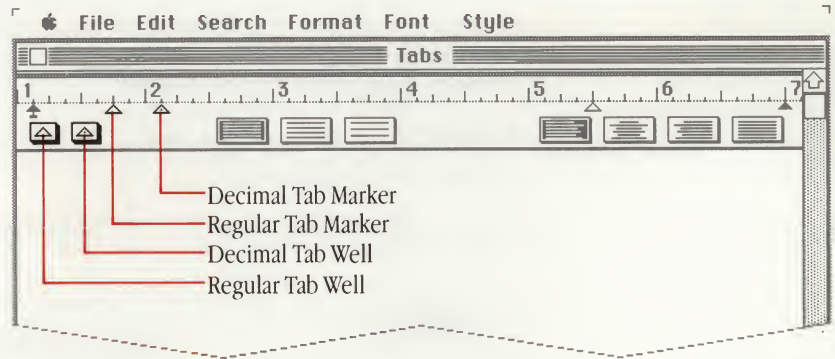 File Edit Search Format Font Style
Tabs
1 2 3 4 5 6 7
Decimal Tab Marker
Regular Tab Marker
Decimal Tab Well
Regular Tab Well